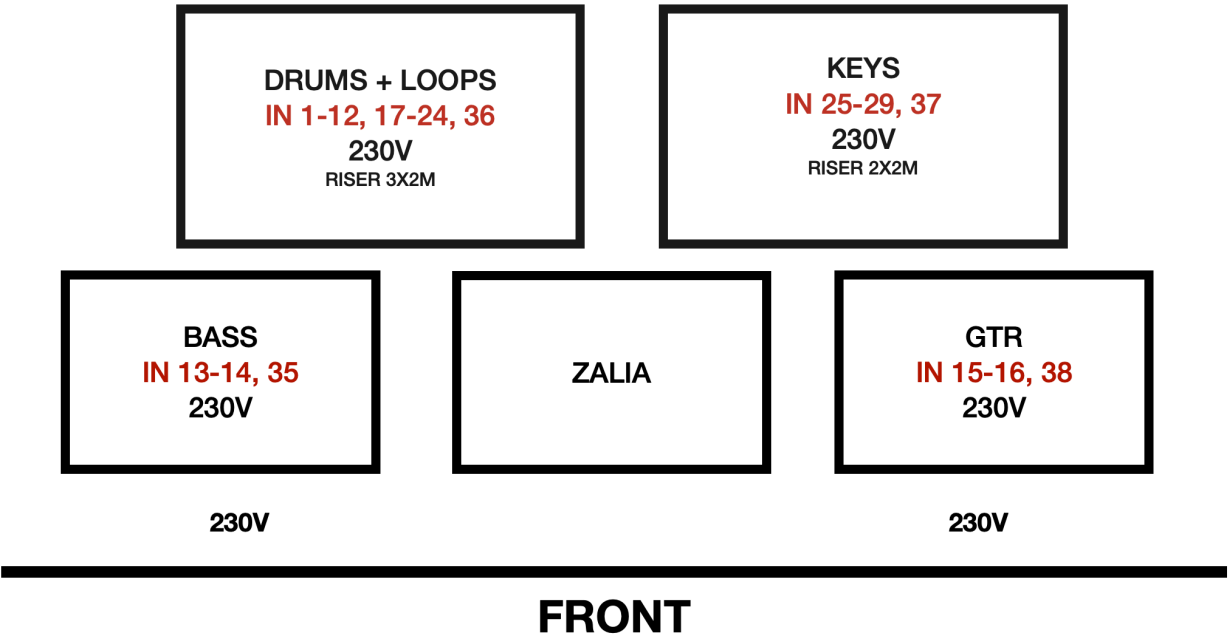 DRUMS + LOOPS
IN 1-12, 17-24, 36
230V
RISER 3X2M
KEYS
IN 25-29, 37
230V
RISER 2X2M
BASS
IN 13-14, 35
230V
ZALIA
GTR
IN 15-16, 38
230V
230V
230V
FRONT